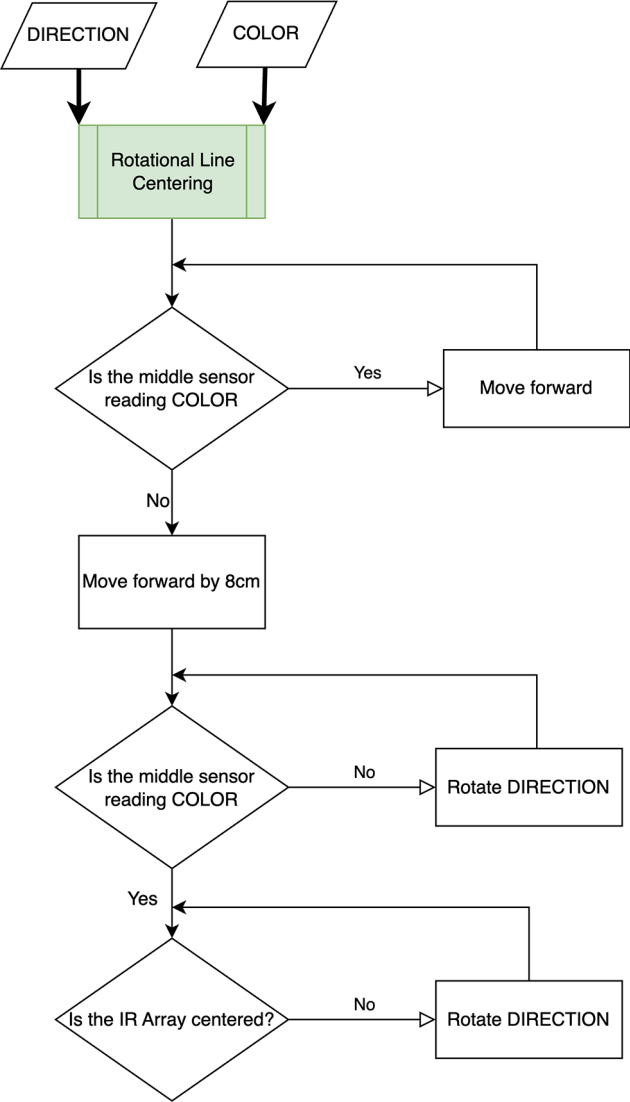 DIRECTION
COLOR
Rotational Line
Centering
Is the middle sensor
reading COLOR
Yes
Move forward
No
Move forward by 8cm
Is the middle sensor
reading COLOR
No
Rotate DIRECTION
Yes
Is the IR Array centered?
No
Rotate DIRECTION